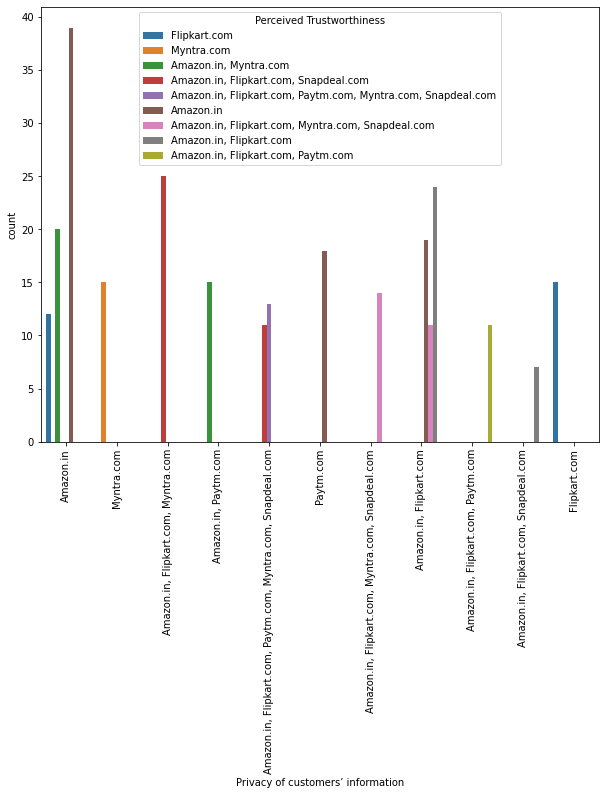 Perceived Trustworthiness
Flipkart.com
Myntra.com
Amazon.in, Myntra.com
Amazon.in, Flipkart.com, Snapdeal.com
Amazon.in, Flipkart.com, Paytm.com, Myntra.com, Snapdeal.com
Amazon.in
Amazon.in, Flipkart.com, Myntra.com, Snapdeal.com
Amazon.in, Flipkart.com
Amazon.in, Flipkart.com, Paytm.com
count
40
35
30
25
20
15
10
5
0
Amazon.in
Myntra.com
Amazon.in, Flipkart.com, Myntra.com
Amazon.in, Paytm.com
Amazon.in, Flipkart.com, Paytm.com, Myntra.com, Snapdeal.com
Paytm.com
Amazon.in, Flipkart.com, Myntra.com, Snapdeal.com
Amazon.in, Flipkart.com
Amazon.in, Flipkart.com, Paytm.com
Amazon.in, Flipkart.com, Snapdeal.com
Flipkart.com
Privacy of customers’ information